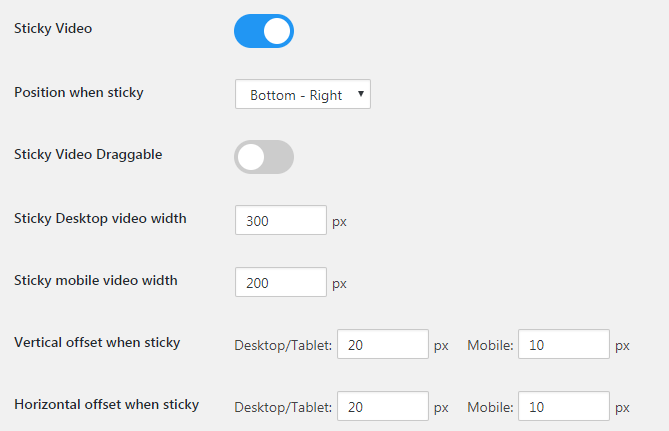 Sticky Video
Position when sticky Bottom - Right
Sticky Video Draggable
Sticky Desktop video width 300 px
Sticky mobile video width 200 px
Vertical offset when sticky Desktop/Tablet: 20 px Mobile: 10 px
Horizontal offset when sticky Desktop/Tablet: 20 px Mobile: 10 px